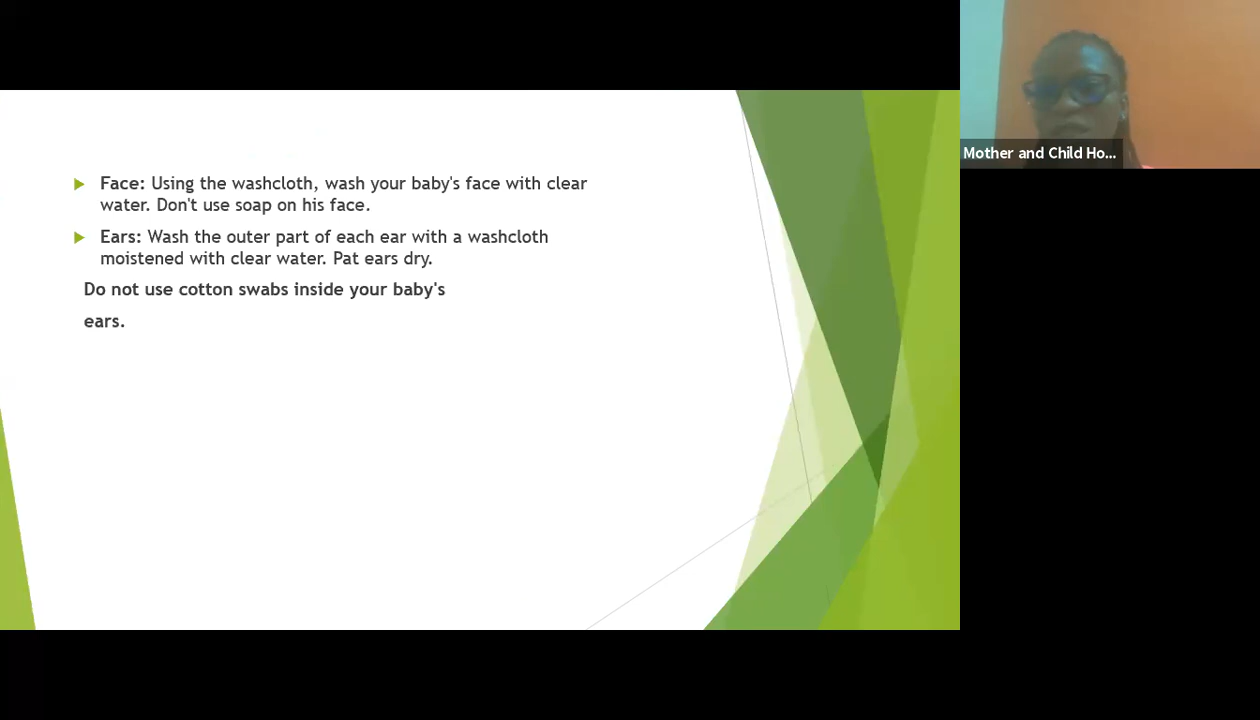 Face: Using the washcloth, wash your baby's face with clear
water. Don't use soap on his face.
Ears: Wash the outer part of each ear with a washcloth
moistened with clear water. Pat ears dry.
Do not use cotton swabs inside your baby's
ears.
Mother and Child Ho...